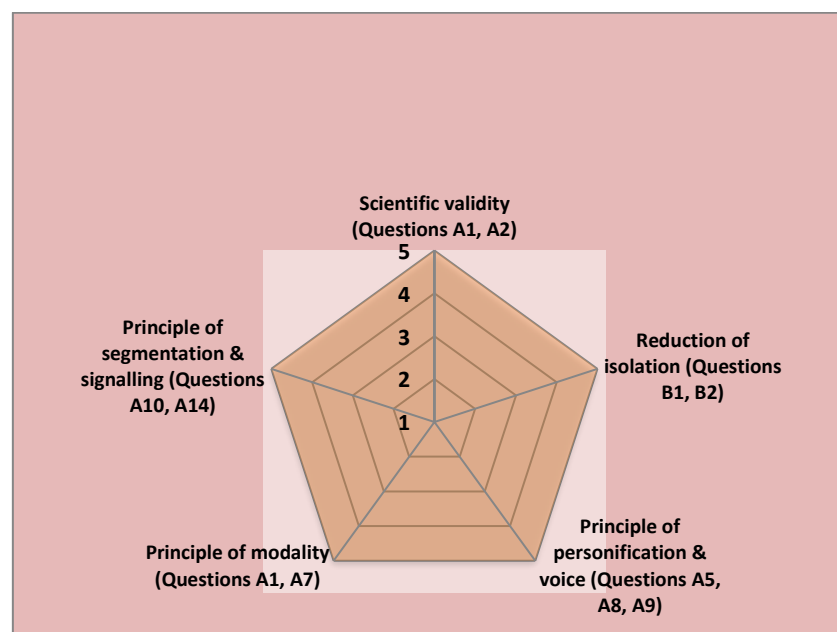 Scientific validity
(Questions A1, A2)
5
4
3
2
1
Reduction of
isolation (Questions
B1, B2)
Principle of
personification &
voice (Questions A5,
A8, A9)
Principle of modality
(Questions A1, A7)
Principle of
segmentation &
signalling (Questions
A10, A14)